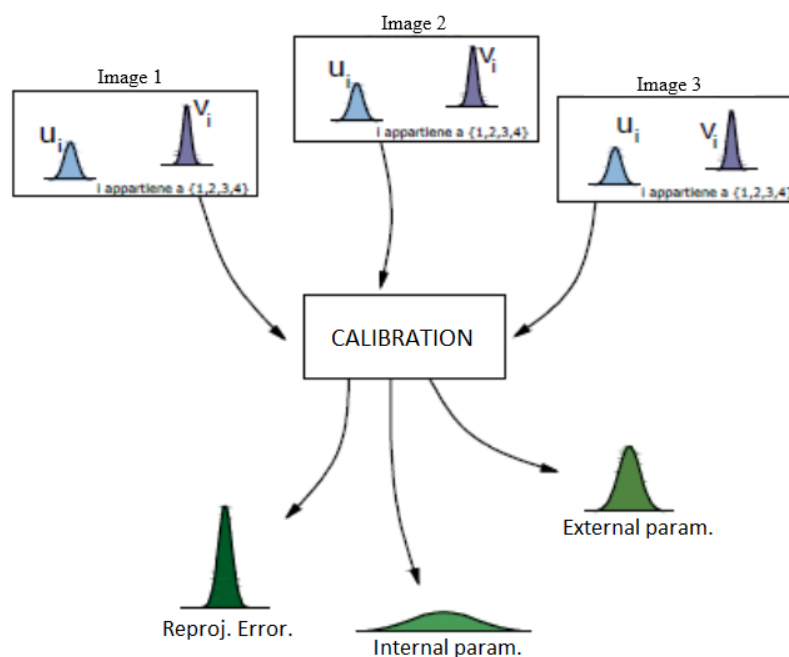 Image 1
u_i
v_i
i appartiene a {1,2,3,4}
Image 2
u_i
v_i
i appartiene a {1,2,3,4}
Image 3
u_i
v_i
i appartiene a {1,2,3,4}
CALIBRATION
Reproj. Error.
Internal param.
External param.